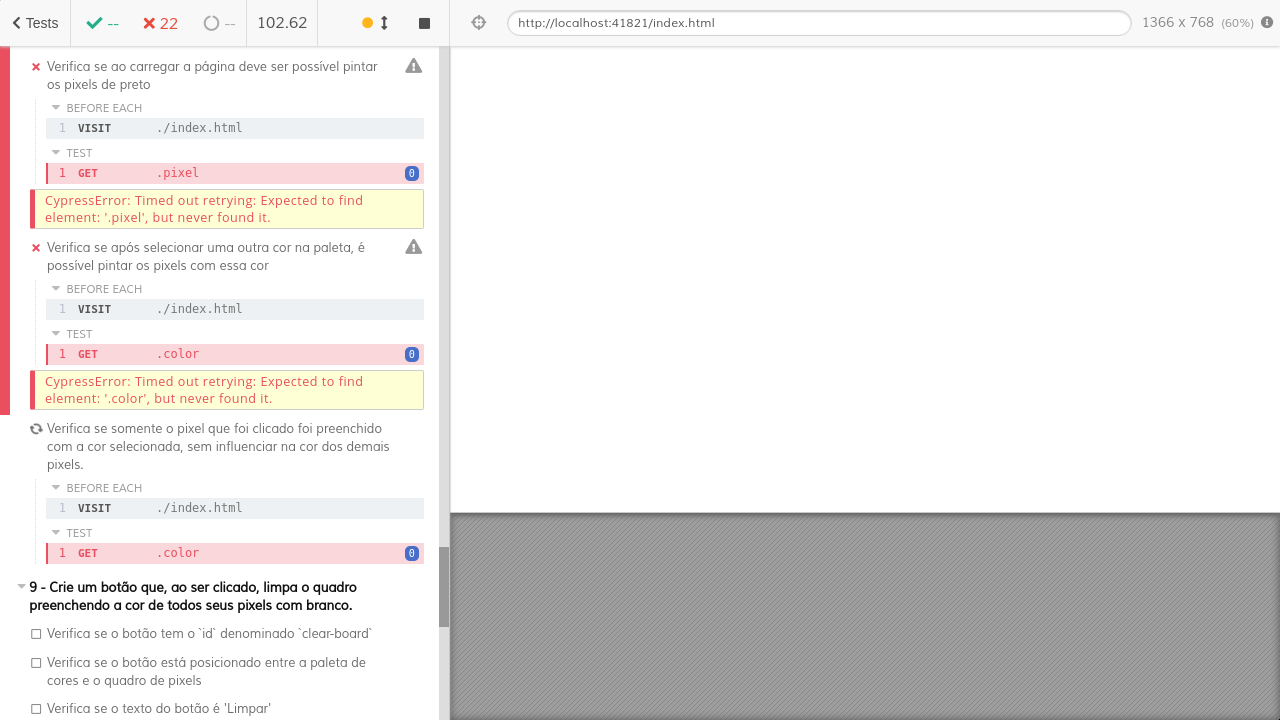 Tests
--
22
--
102.62
http://localhost:41821/index.html
1366 x 768 (60%)
Verifica se ao carregar a página deve ser possível pintar
os pixels de preto
BEFORE EACH
1 VISIT ./index.html
TEST
1 GET .pixel 0
CypressError: Timed out retrying: Expected to find
element: '.pixel', but never found it.
Verifica se após selecionar uma outra cor na paleta, é
possível pintar os pixels com essa cor
BEFORE EACH
1 VISIT ./index.html
TEST
1 GET .color 0
CypressError: Timed out retrying: Expected to find
element: '.color', but never found it.
Verifica se somente o pixel que foi clicado foi preenchido
com a cor selecionada, sem influenciar na cor dos demais
pixels.
BEFORE EACH
1 VISIT ./index.html
TEST
1 GET .color 0
9 - Crie um botão que, ao ser clicado, limpa o quadro
preenchendo a cor de todos seus pixels com branco.
Verifica se o botão tem o `id` denominado `clear-board`
Verifica se o botão está posicionado entre a paleta de
cores e o quadro de pixels
Verifica se o texto do botão é 'Limpar'